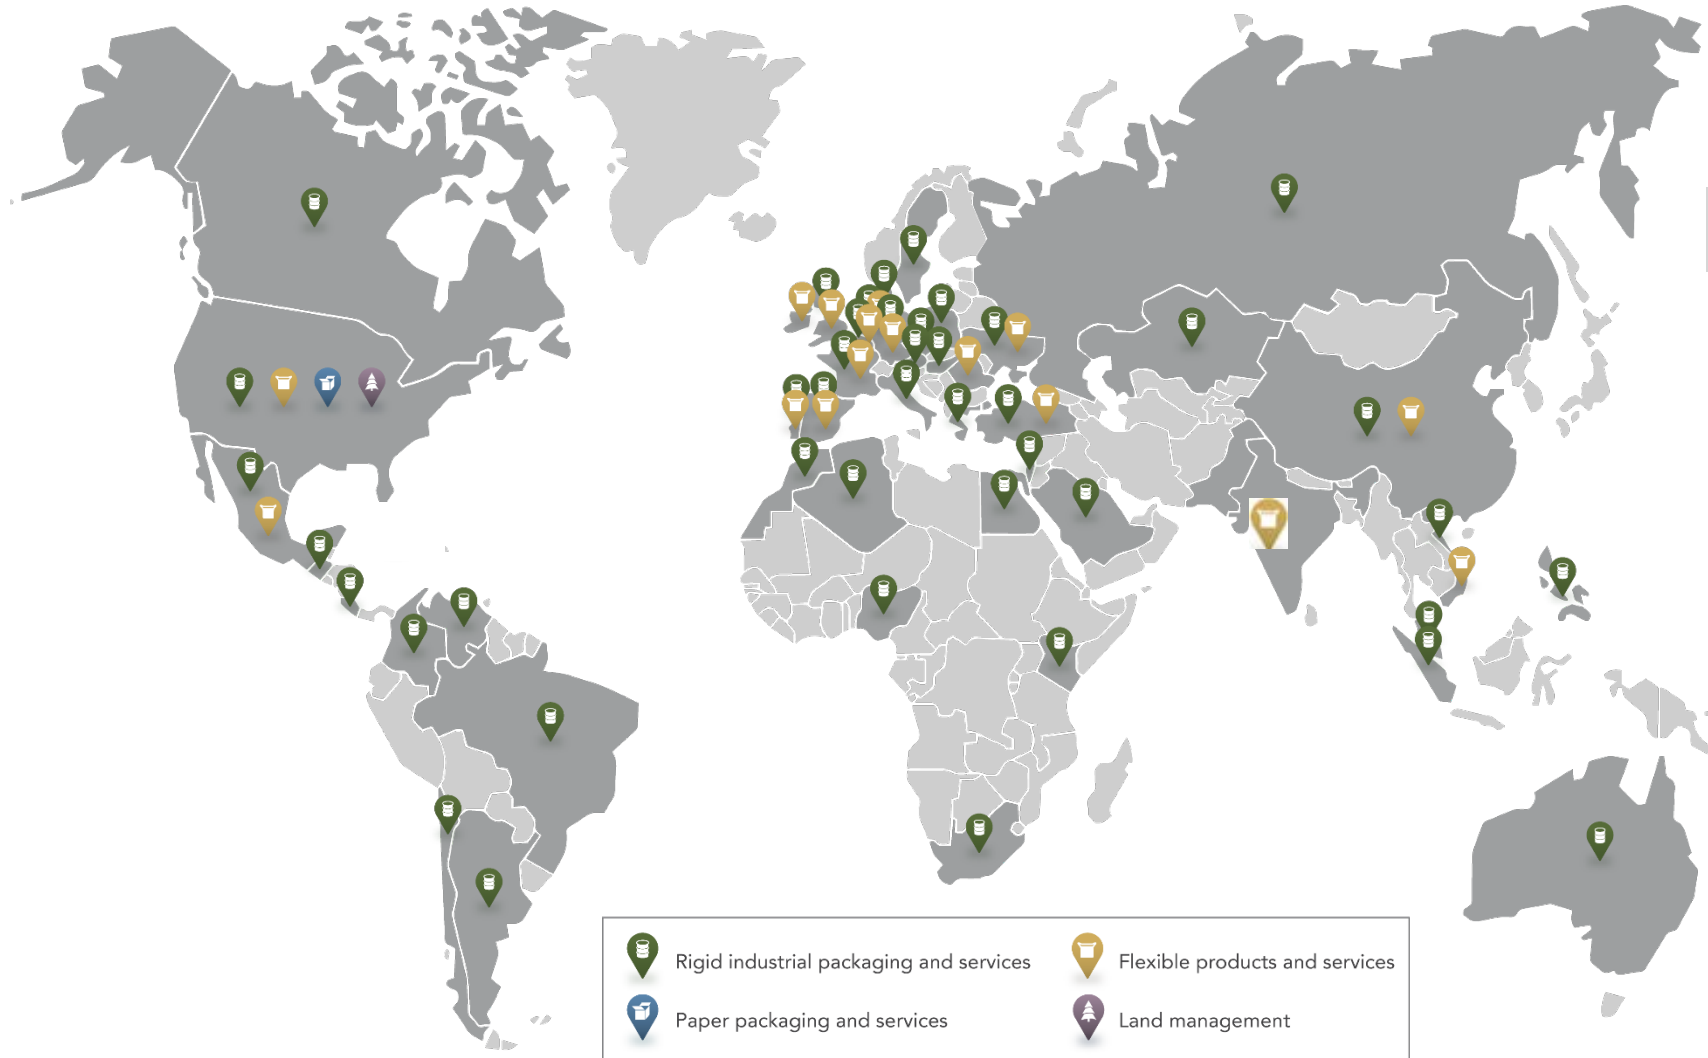 Rigid industrial packaging and services
Flexible products and services
Paper packaging and services
Land management